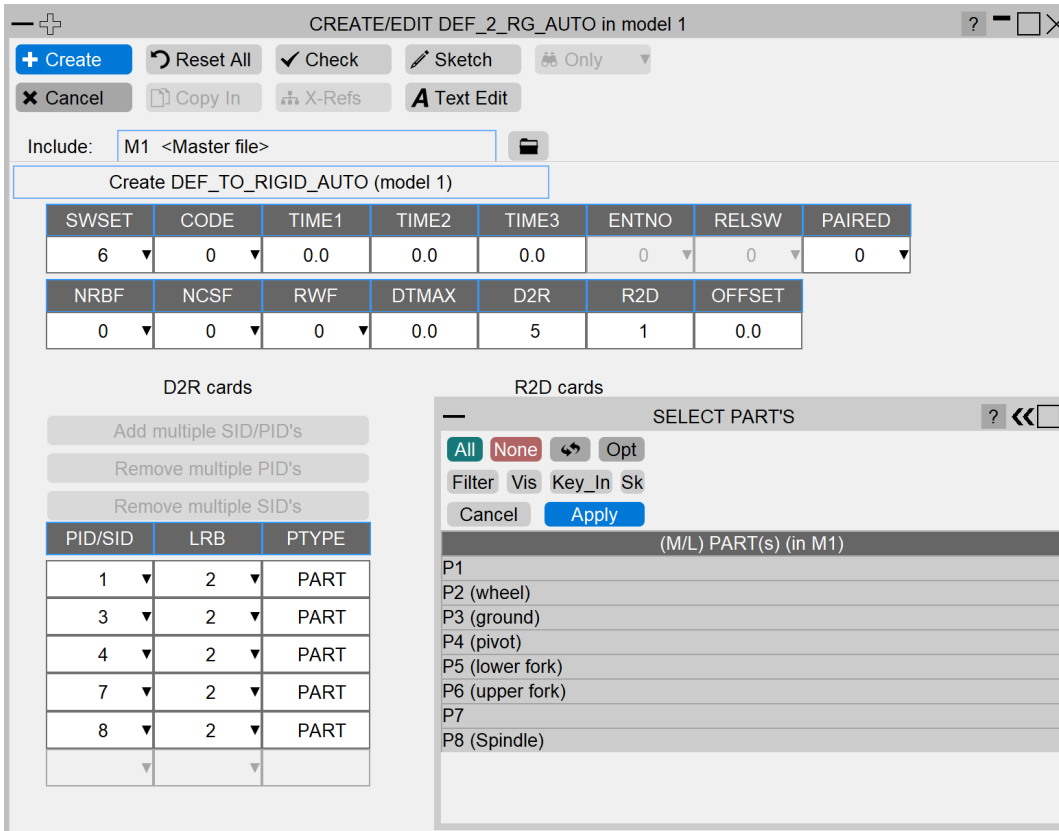 CREATE/EDIT DEF_2_RG_AUTO in model 1 ?
Create Reset All Check Sketch Only
Cancel Copy In X-Refs A Text Edit
Include: M1 <Master file>
Create DEF_TO_RIGID_AUTO (model 1)
SWSET CODE TIME1 TIME2 TIME3 ENTNO RELSW PAIRED
6 0 0.0 0.0 0.0 0 0 0
NRBF NCSF RWF DTMAX D2R R2D OFFSET
0 0 0 0.0 5 1 0.0
D2R cards R2D cards
Add multiple SID/PID's
Remove multiple PID's
Remove multiple SID's
PID/SID LRB PTYPE
1 2 PART
3 2 PART
4 2 PART
7 2 PART
8 2 PART
SELECT PART'S ?
All None Opt
Filter Vis Key_In Sk
Cancel Apply
(M/L) PART(s) (in M1)
P1
P2 (wheel)
P3 (ground)
P4 (pivot)
P5 (lower fork)
P6 (upper fork)
P7
P8 (Spindle)